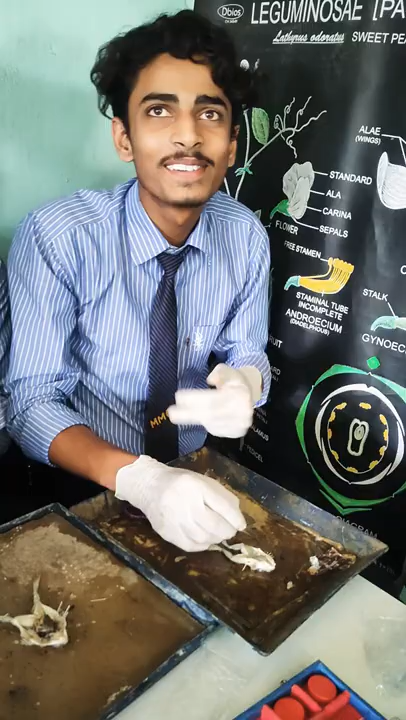 Dbios
LEGUMINOSAE [PA
Lathyrus odoratus SWEET PEA
ALAE
(WINGS)
STANDARD
ALA
CARINA
SEPALS
FLOWER
FREE STAMEN
STAMINAL TUBE
INCOMPLETE
ANDROECIUM
(DIADELPHOUS)
STALK
GYNOEC
MM
DIAGRAM